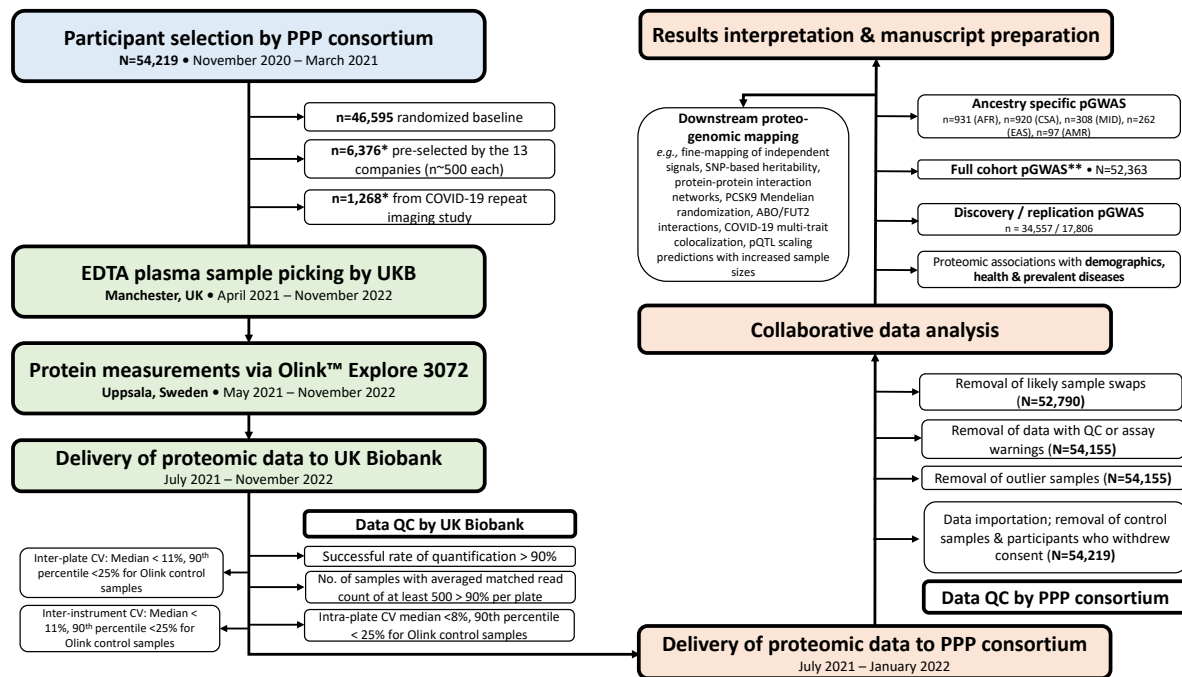 Participant selection by PPP consortium
N=54,219 • November 2020 – March 2021
n=46,595 randomized baseline
n=6,376* pre-selected by the 13
companies (n~500 each)
n=1,268* from COVID-19 repeat
imaging study
EDTA plasma sample picking by UKB
Manchester, UK • April 2021 – November 2022
Protein measurements via Olink™ Explore 3072
Uppsala, Sweden • May 2021 – November 2022
Delivery of proteomic data to UK Biobank
July 2021 – November 2022
Data QC by UK Biobank
Successful rate of quantification > 90%
No. of samples with averaged matched read
count of at least 500 > 90% per plate
Intra-plate CV median <8%, 90th percentile
< 25% for Olink control samples
Inter-plate CV: Median < 11%, 90th
percentile <25% for Olink control
samples
Inter-instrument CV: Median <
11%, 90th percentile <25% for
Olink control samples
Delivery of proteomic data to PPP consortium
July 2021 – January 2022
Data QC by PPP consortium
Data importation; removal of control
samples & participants who withdrew
consent (N=54,219)
Removal of outlier samples (N=54,155)
Removal of data with QC or assay
warnings (N=54,155)
Removal of likely sample swaps
(N=52,790)
Collaborative data analysis
Proteomic associations with demographics,
health & prevalent diseases
Discovery / replication pGWAS
n = 34,557 / 17,806
Full cohort pGWAS** • N=52,363
Ancestry specific pGWAS
n=931 (AFR), n=920 (CSA), n=308 (MID), n=262
(EAS), n=97 (AMR)
Downstream proteo-
genomic mapping
e.g., fine-mapping of independent
signals, SNP-based heritability,
protein-protein interaction
networks, PCSK9 Mendelian
randomization, ABO/FUT2
interactions, COVID-19 multi-trait
colocalization, pQTL scaling
predictions with increased sample
sizes
Results interpretation & manuscript preparation